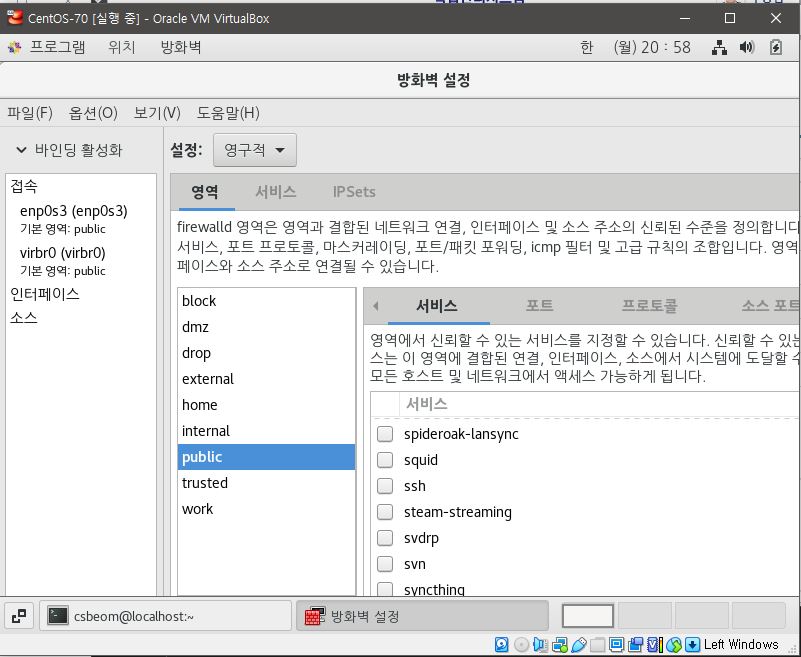 CentOS-70 [실행 중] - Oracle VM VirtualBox
프로그램 위치 방화벽 한 (월) 20 : 58
방화벽 설정
파일(F) 옵션(O) 보기(V) 도움말(H)
바인딩 활성화
설정: 영구적
접속
enp0s3 (enp0s3)
기본 영역: public
virbr0 (virbr0)
기본 영역: public
인터페이스
소스
영역 서비스 IPSets
firewalld 영역은 영역과 결합된 네트워크 연결, 인터페이스 및 소스 주소의 신뢰된 수준을 정의합니다
서비스, 포트 프로토콜, 마스커레이딩, 포트/패킷 포워딩, icmp 필터 및 고급 규칙의 조합입니다. 영역
페이스와 소스 주소로 연결될 수 있습니다.
block
dmz
drop
external
home
internal
public
trusted
work
서비스 포트 프로토콜 소스 포트
영역에서 신뢰할 수 있는 서비스를 지정할 수 있습니다. 신뢰할 수 있는
스는 이 영역에 결합된 연결, 인터페이스, 소스에서 시스템에 도달할 수
모든 호스트 및 네트워크에서 액세스 가능하게 됩니다.
서비스
spideroak-lansync
squid
ssh
steam-streaming
svdrp
svn
syncthing
csbeom@localhost:~ 방화벽 설정
Left Windows